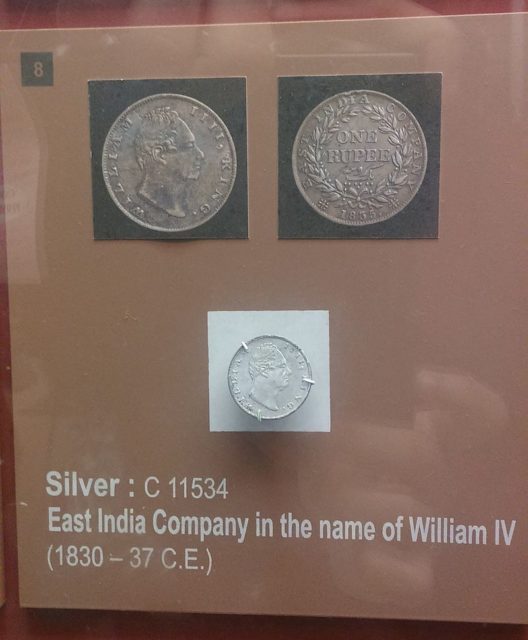 8
WILLIAM IIII, KING.
EAST INDIA COMPANY
ONE
RUPEE
1835
Silver : C 11534
East India Company in the name of William IV
(1830 – 37 C.E.)